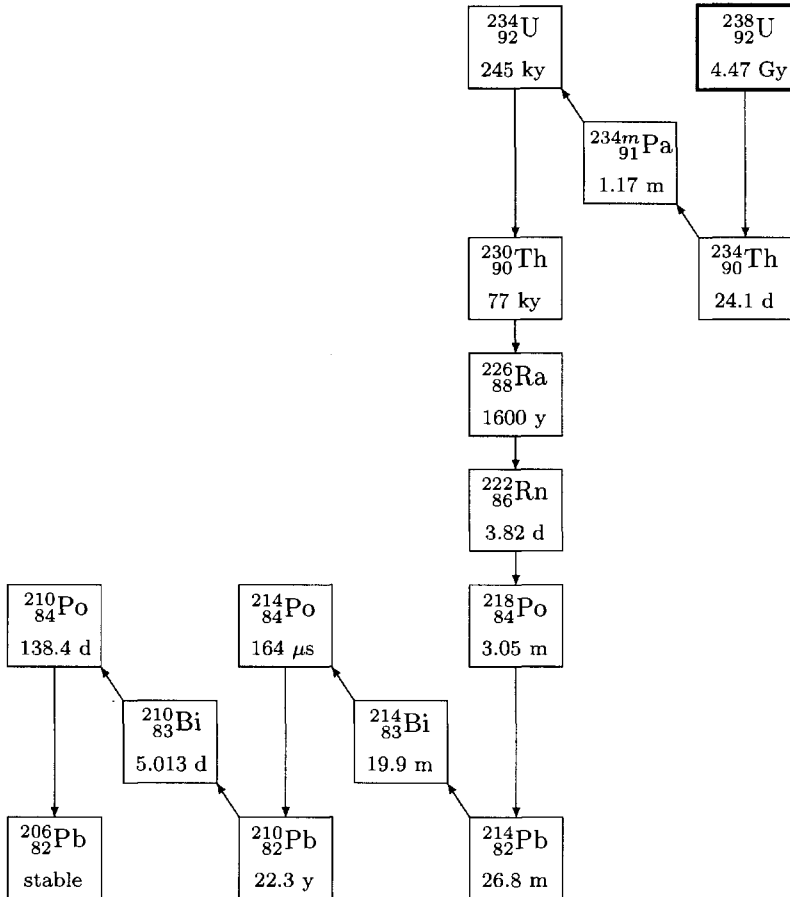 ²³⁴₉₂U
245 ky
²³⁸₉₂U
4.47 Gy
²³⁴ᵐ₉₁Pa
1.17 m
²³⁰₉₀Th
77 ky
²³⁴₉₀Th
24.1 d
²²⁶₈₈Ra
1600 y
²²²₈₆Rn
3.82 d
²¹⁰₈₄Po
138.4 d
²¹⁴₈₄Po
164 μs
²¹⁸₈₄Po
3.05 m
²¹⁰₈₃Bi
5.013 d
²¹⁴₈₃Bi
19.9 m
²⁰⁶₈₂Pb
stable
²¹⁰₈₂Pb
22.3 y
²¹⁴₈₂Pb
26.8 m